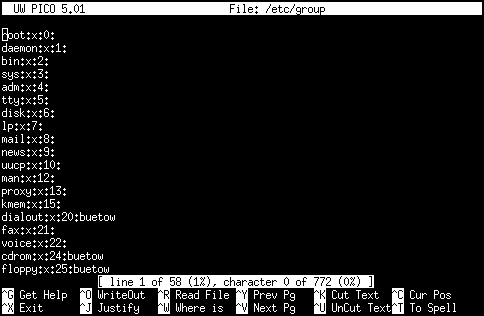 UW PICO 5.01 File: /etc/group
root:x:0:
daemon:x:1:
bin:x:2:
sys:x:3:
adm:x:4:
tty:x:5:
disk:x:6:
lp:x:7:
mail:x:8:
news:x:9:
uucp:x:10:
man:x:12:
proxy:x:13:
kmem:x:15:
dialout:x:20:buetow
fax:x:21:
voice:x:22:
cdrom:x:24:buetow
floppy:x:25:buetow
[ line 1 of 58 (1%), character 0 of 772 (0%) ]
^G Get Help ^O WriteOut ^R Read File ^Y Prev Pg ^K Cut Text ^C Cur Pos
^X Exit ^J Justify ^W Where is ^V Next Pg ^U UnCut Text ^T To Spell